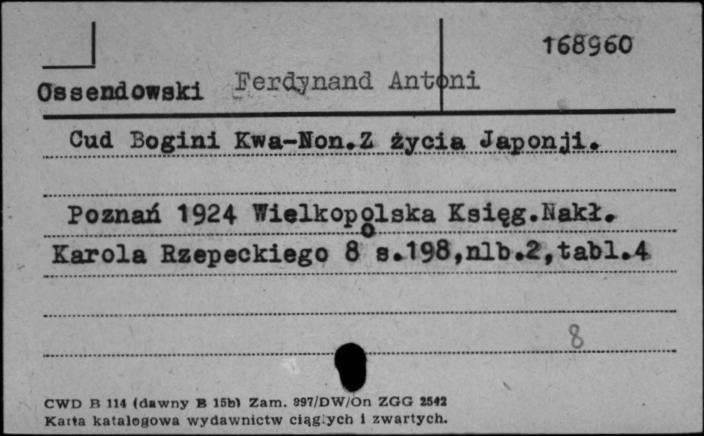 168960
Ossendowski Ferdynand Antoni
Cud Bogini Kwa-Non.Z życia Japonji.
Poznań 1924 Wielkopolska Księg.Nakł.
Karola Rzepeckiego 8° s.198,nlb.2,tabl.4
8
CWD B 114 (dawny B 15b) Zam. 997/DW/On ZGG 2542
Karta katalogowa wydawnictw ciągłych i zwartych.